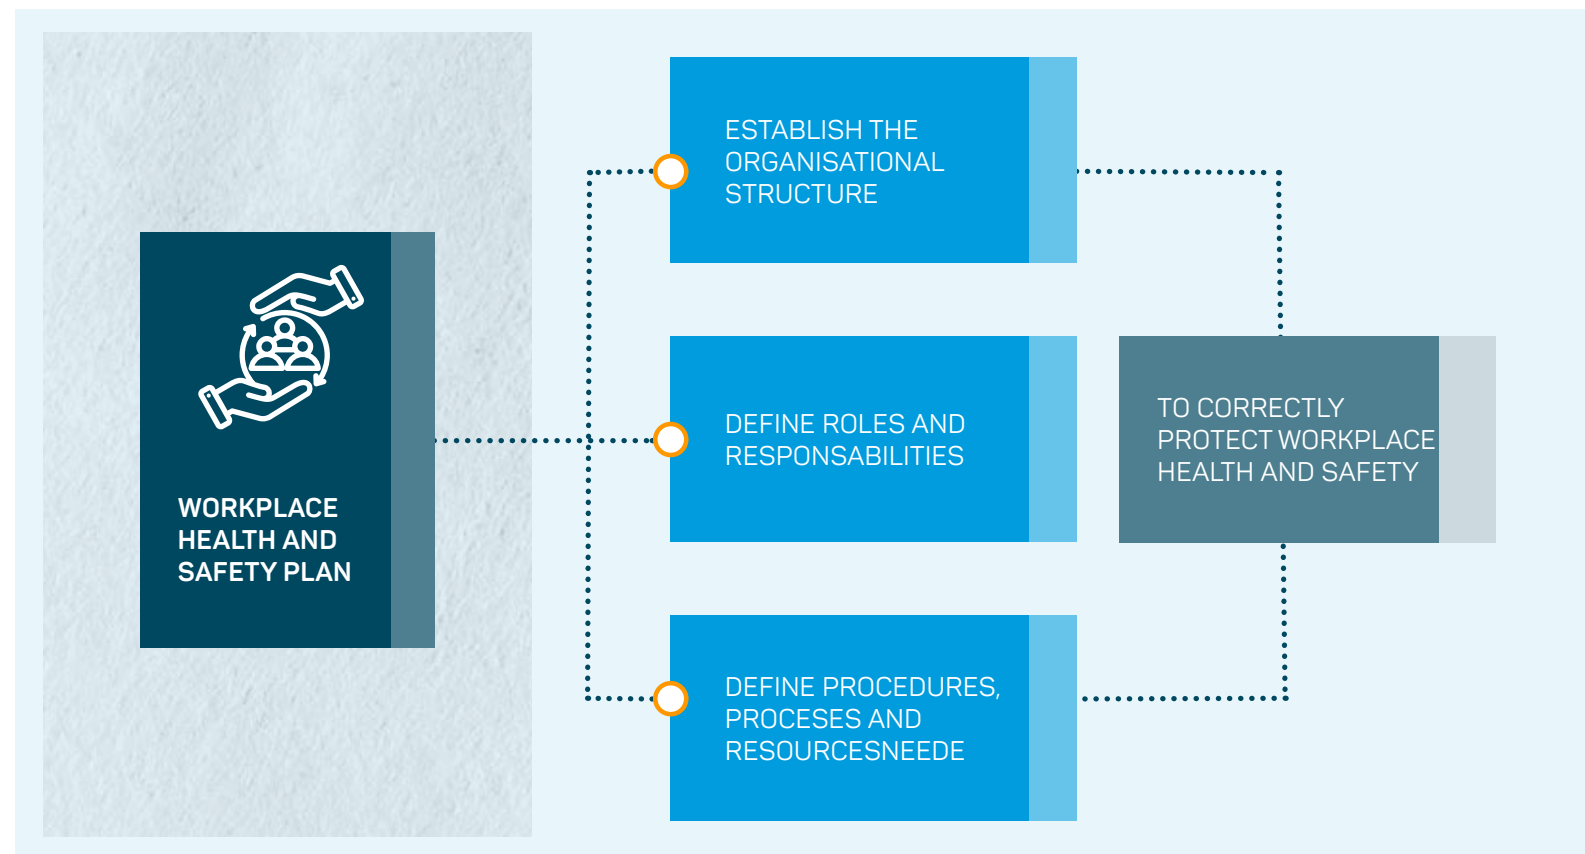 WORKPLACE
HEALTH AND
SAFETY PLAN
ESTABLISH THE
ORGANISATIONAL
STRUCTURE
DEFINE ROLES AND
RESPONSABILITIES
DEFINE PROCEDURES,
PROCESES AND
RESOURCESNEEDE
TO CORRECTLY
PROTECT WORKPLACE
HEALTH AND SAFETY